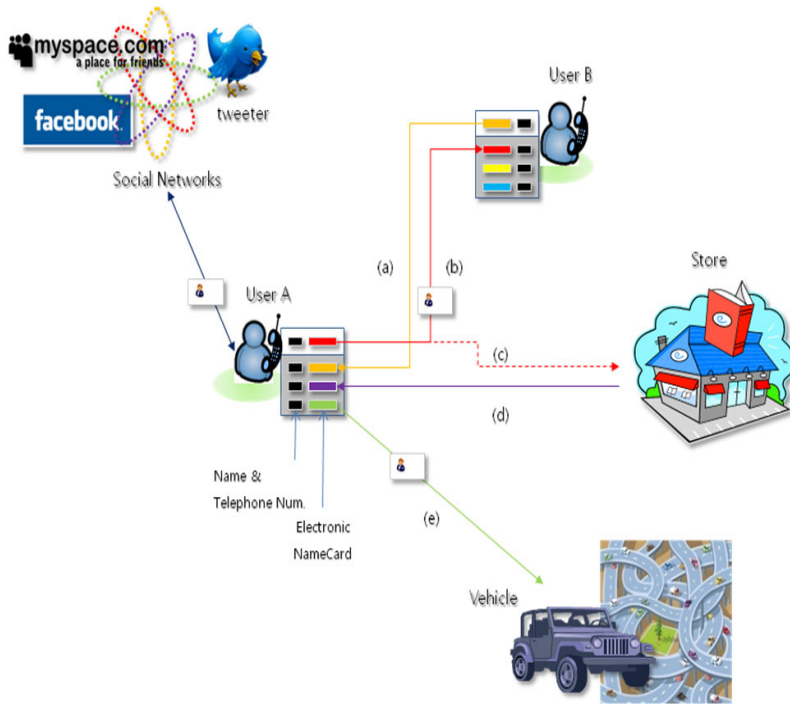 myspace.com
a place for friends
facebook
tweeter
Social Networks
User B
(a)
(b)
Store
User A
(c)
(d)
Name &
Telephone Num.
(e)
Electronic
NameCard
Vehicle